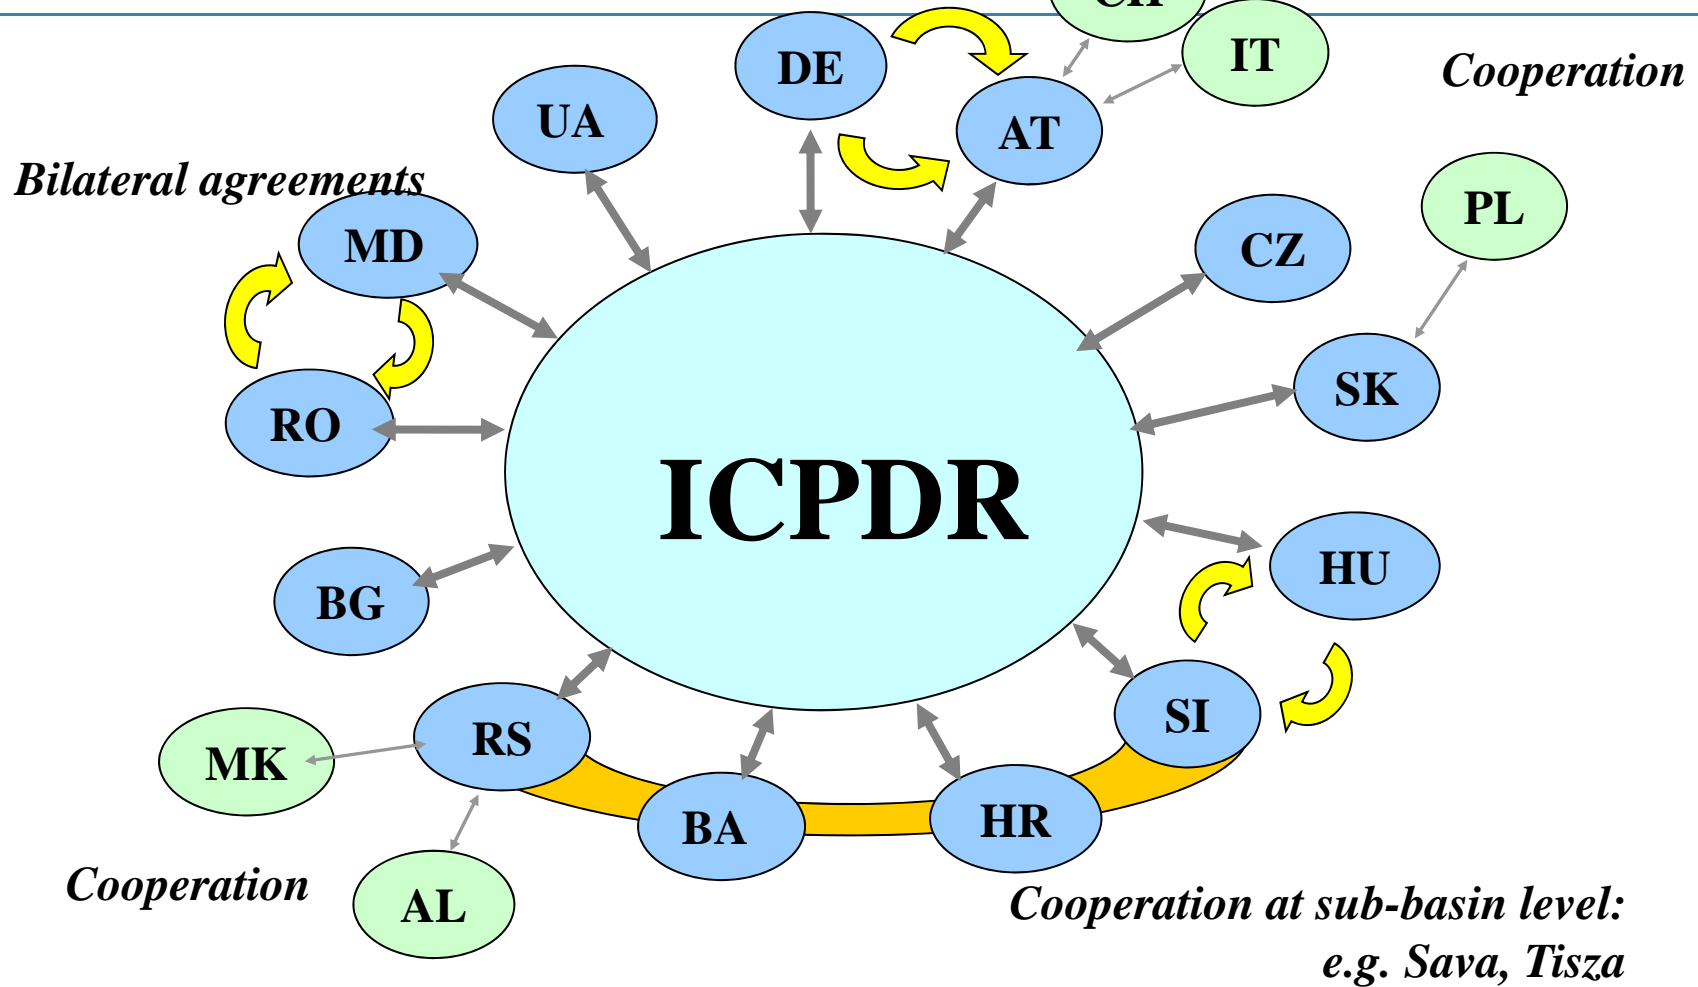 CH
IT
DE
Cooperation
UA
AT
Bilateral agreements
PL
MD
CZ
SK
RO
ICPDR
HU
BG
SI
RS
MK
BA
HR
Cooperation
AL
Cooperation at sub-basin level:
e.g. Sava, Tisza